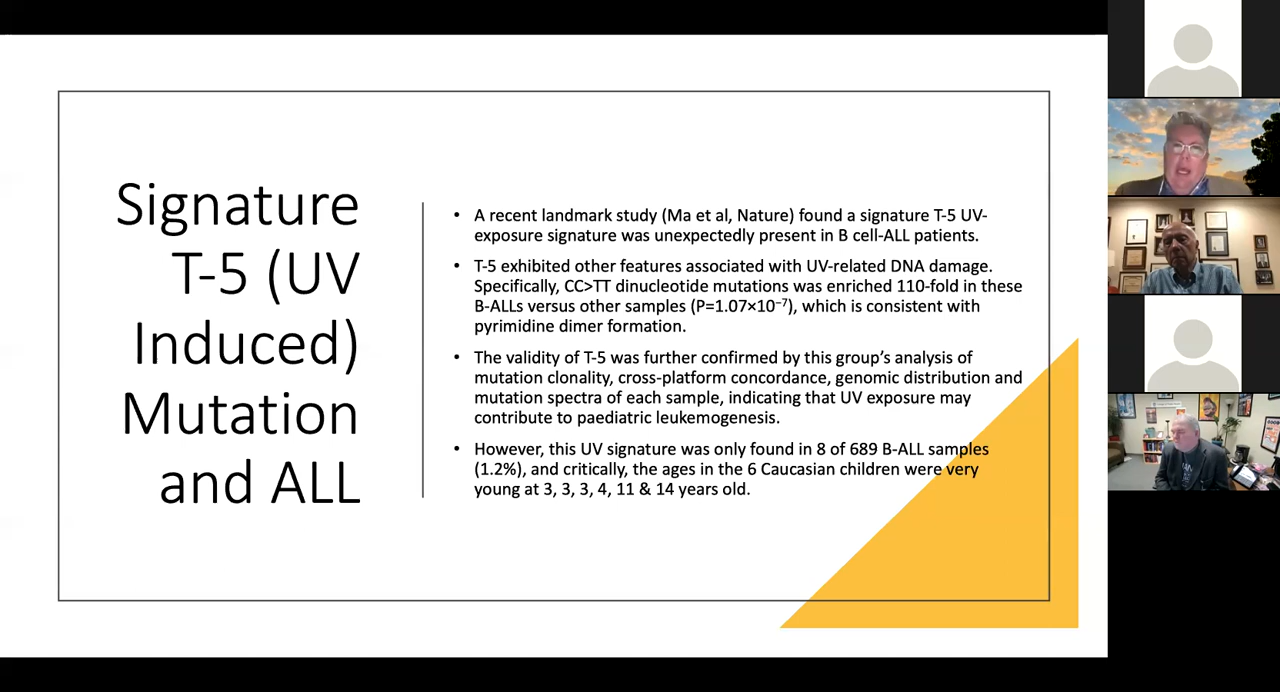 Signature
T-5 (UV
Induced)
Mutation
and ALL
• A recent landmark study (Ma et al, Nature) found a signature T-5 UV-
exposure signature was unexpectedly present in B cell-ALL patients.
• T-5 exhibited other features associated with UV-related DNA damage.
Specifically, CC>TT dinucleotide mutations was enriched 110-fold in these
B-ALLs versus other samples (P=1.07×10⁻⁷), which is consistent with
pyrimidine dimer formation.
• The validity of T-5 was further confirmed by this group’s analysis of
mutation clonality, cross-platform concordance, genomic distribution and
mutation spectra of each sample, indicating that UV exposure may
contribute to paediatric leukemogenesis.
• However, this UV signature was only found in 8 of 689 B-ALL samples
(1.2%), and critically, the ages in the 6 Caucasian children were very
young at 3, 3, 3, 4, 11 & 14 years old.